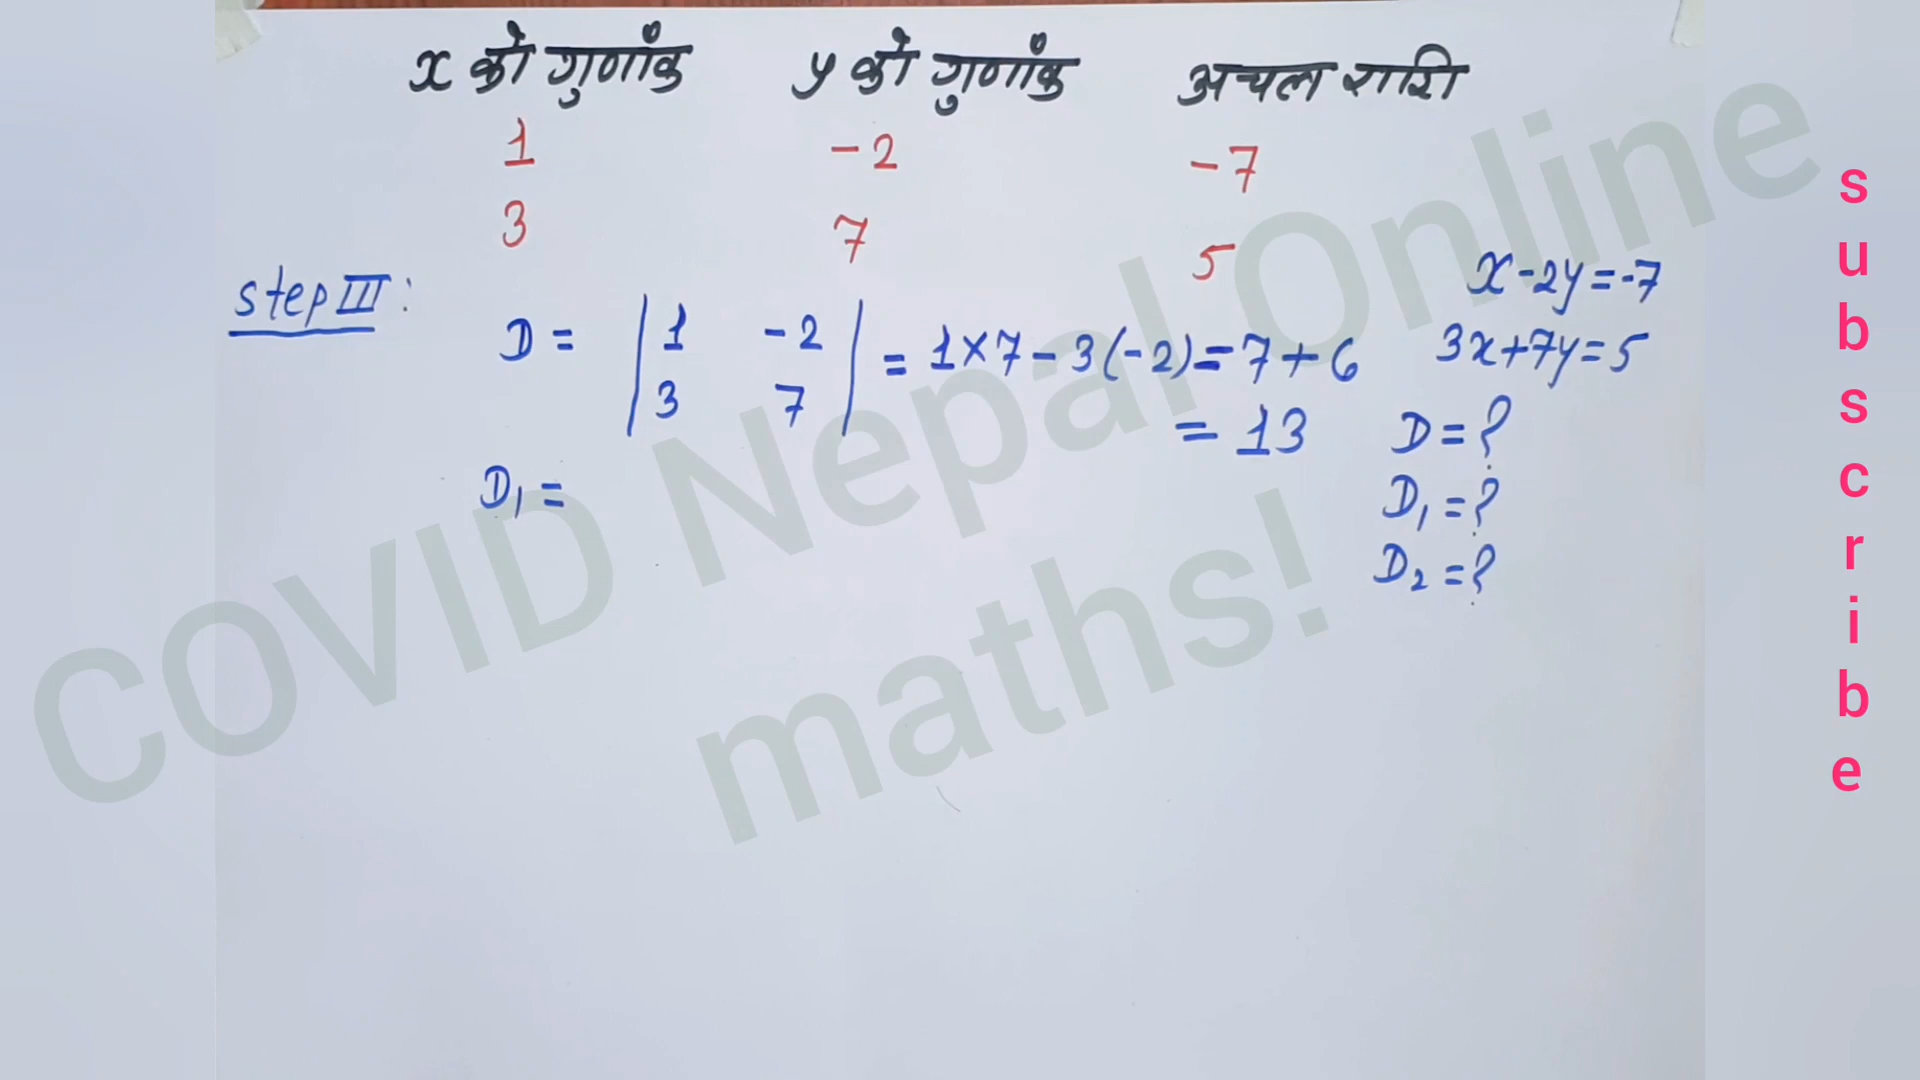 x को गुणांक y को गुणांक अचल राशि
1 -2 -7
3 7 5
step III :
x-2y=-7
3x+7y=5
D = | 1 -2 | = 1×7-3(-2)=7+6
| 3 7 |
= 13
D=?
D₁ =
D₁=?
D₂=?
COVID Nepal Online
maths!
subscribe